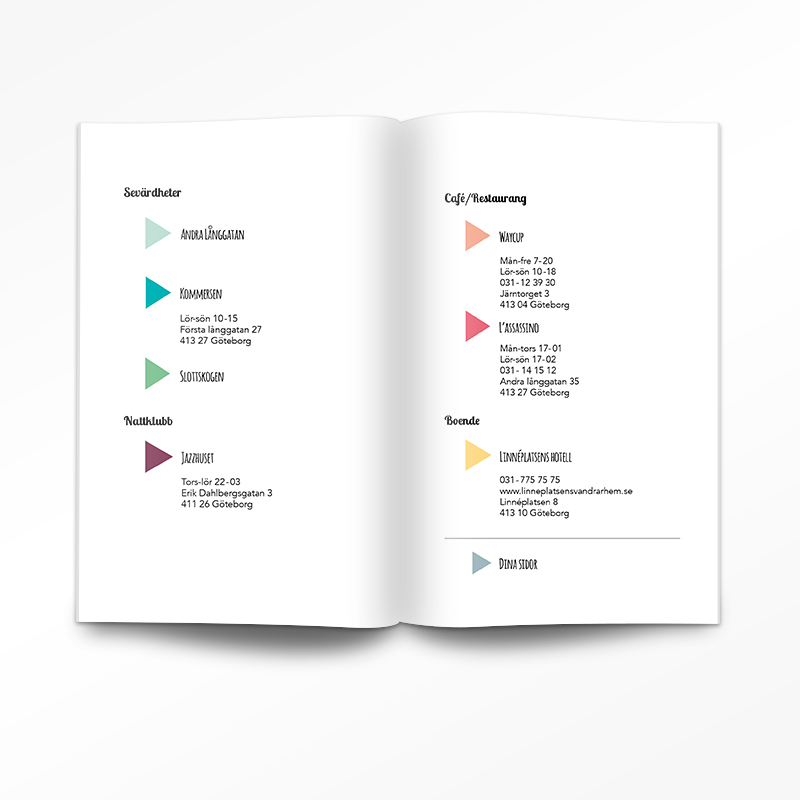 Sevärdheter
Andra Långgatan
Kommersen
Lör-sön 10-15
Första långgatan 27
413 27 Göteborg
Slottskogen
Nattklubb
Jazzhuset
Tors-lör 22-03
Erik Dahlbergsgatan 3
411 26 Göteborg
Café/Restaurang
Waycup
Mån-fre 7-20
Lör-sön 10-18
031-12 39 30
Järntorget 3
413 04 Göteborg
L'assassino
Mån-tors 17-01
Lör-sön 17-02
031- 14 15 12
Andra långgatan 35
413 27 Göteborg
Boende
Linnéplatsens hotell
031-775 75 75
www.linneplatsensvandrarhem.se
Linnéplatsen 8
413 10 Göteborg
Dina sidor